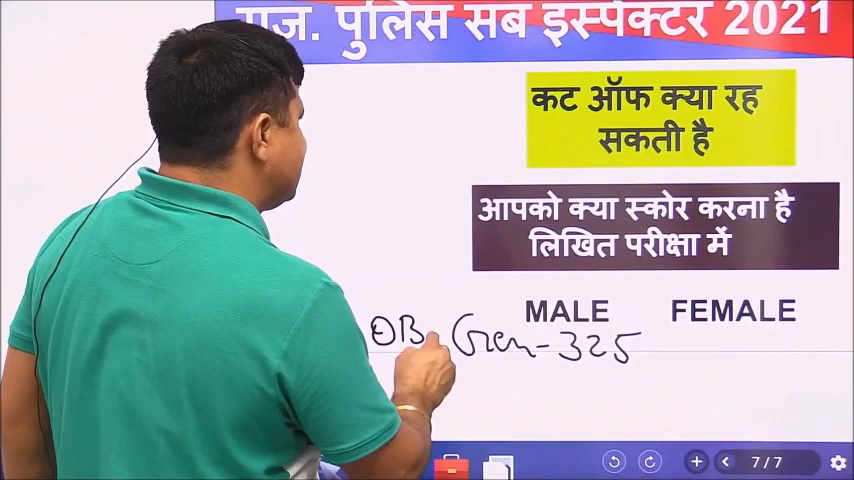 राज. पुलिस सब इंस्पेक्टर 2021
कट ऑफ क्या रह
सकती है
आपको क्या स्कोर करना है
लिखित परीक्षा में
MALE FEMALE
OB Gen-325
7/7